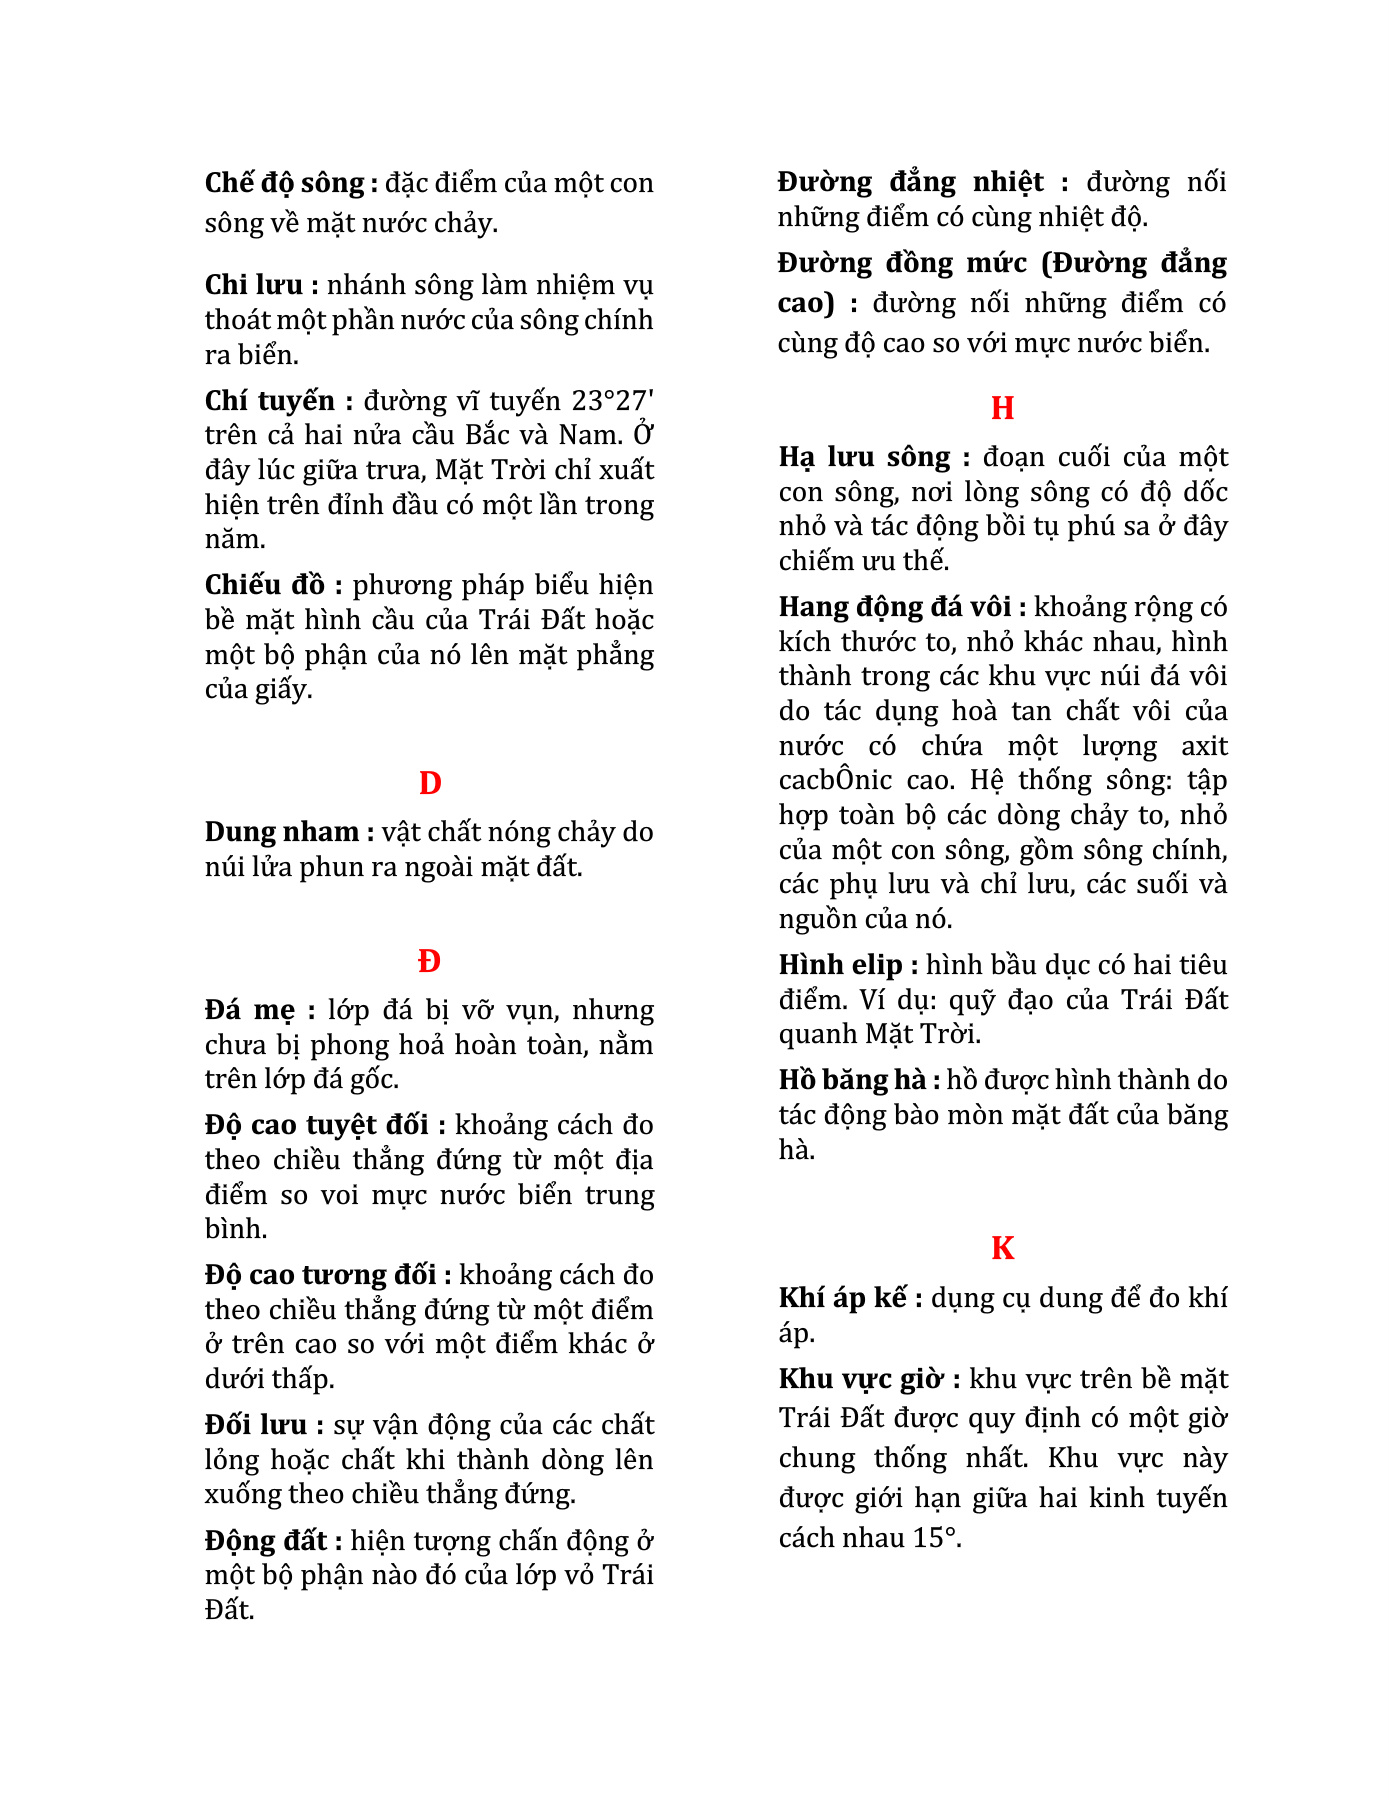 Chế độ sông : đặc điểm của một con
sông về mặt nước chảy.
Chi lưu : nhánh sông làm nhiệm vụ
thoát một phần nước của sông chính
ra biển.
Chí tuyến : đường vĩ tuyến 23°27'
trên cả hai nửa cầu Bắc và Nam. Ở
đây lúc giữa trưa, Mặt Trời chỉ xuất
hiện trên đỉnh đầu có một lần trong
năm.
Chiếu đồ : phương pháp biểu hiện
bề mặt hình cầu của Trái Đất hoặc
một bộ phận của nó lên mặt phẳng
của giấy.
D
Dung nham : vật chất nóng chảy do
núi lửa phun ra ngoài mặt đất.
Đ
Đá mẹ : lớp đá bị vỡ vụn, nhưng
chưa bị phong hoả hoàn toàn, nằm
trên lớp đá gốc.
Độ cao tuyệt đối : khoảng cách đo
theo chiều thẳng đứng từ một địa
điểm so voi mực nước biển trung
bình.
Độ cao tương đối : khoảng cách đo
theo chiều thẳng đứng từ một điểm
ở trên cao so với một điểm khác ở
dưới thấp.
Đối lưu : sự vận động của các chất
lỏng hoặc chất khi thành dòng lên
xuống theo chiều thẳng đứng.
Động đất : hiện tượng chấn động ở
một bộ phận nào đó của lớp vỏ Trái
Đất.
Đường đẳng nhiệt : đường nối
những điểm có cùng nhiệt độ.
Đường đồng mức (Đường đẳng
cao) : đường nối những điểm có
cùng độ cao so với mực nước biển.
H
Hạ lưu sông : đoạn cuối của một
con sông, nơi lòng sông có độ dốc
nhỏ và tác động bồi tụ phú sa ở đây
chiếm ưu thế.
Hang động đá vôi : khoảng rộng có
kích thước to, nhỏ khác nhau, hình
thành trong các khu vực núi đá vôi
do tác dụng hoà tan chất vôi của
nước có chứa một lượng axit
cacbÔnic cao. Hệ thống sông: tập
hợp toàn bộ các dòng chảy to, nhỏ
của một con sông, gồm sông chính,
các phụ lưu và chỉ lưu, các suối và
nguồn của nó.
Hình elip : hình bầu dục có hai tiêu
điểm. Ví dụ: quỹ đạo của Trái Đất
quanh Mặt Trời.
Hồ băng hà : hồ được hình thành do
tác động bào mòn mặt đất của băng
hà.
K
Khí áp kế : dụng cụ dung để đo khí
áp.
Khu vực giờ : khu vực trên bề mặt
Trái Đất được quy định có một giờ
chung thống nhất. Khu vực này
được giới hạn giữa hai kinh tuyến
cách nhau 15°.